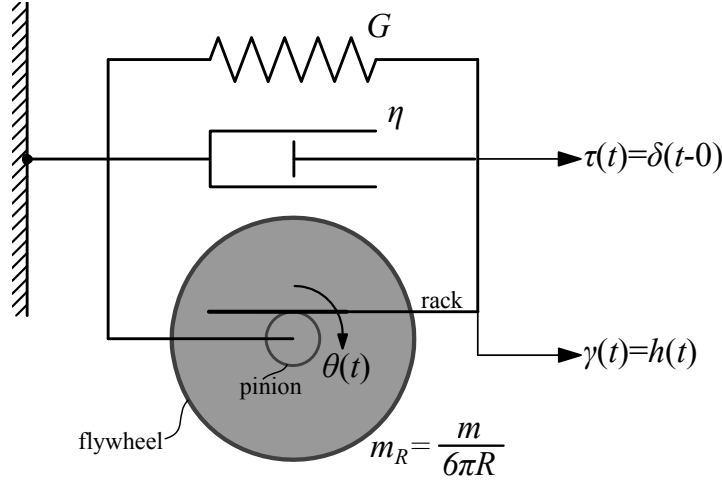 G
η
τ(t)=δ(t-0)
rack
γ(t)=h(t)
θ(t)
pinion
flywheel
m_R = m/6πR